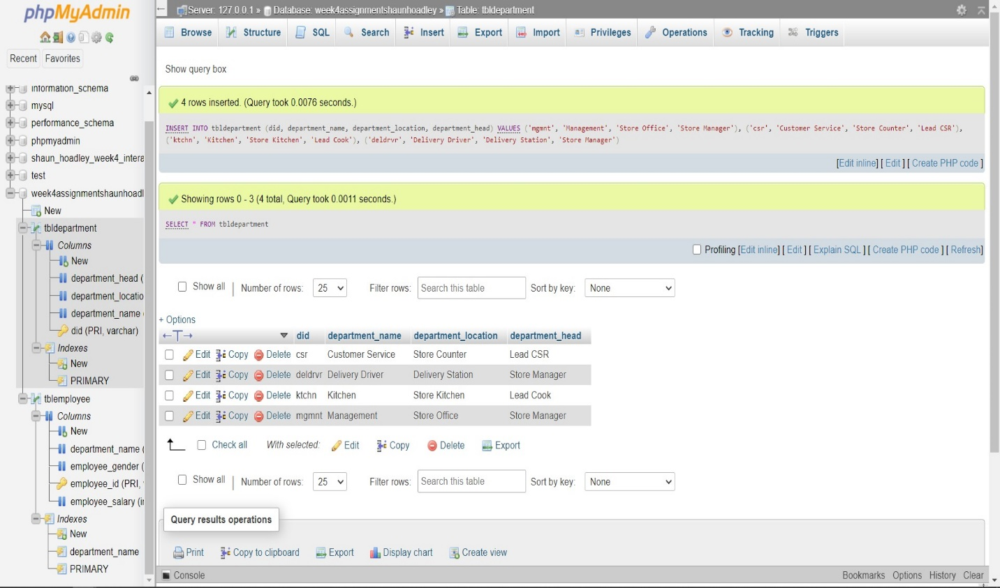 phpMyAdmin
Recent Favorites
information_schema
mysql
performance_schema
phpmyadmin
shaun_hoadley_week4_intera
test
week4assignmentshaunhoadl
New
tbldepartment
Columns
New
department_head (
department_locatio
department_name
did (PRI, varchar)
Indexes
New
PRIMARY
tblemployee
Columns
New
department_name (
employee_gender (
employee_id (PRI,
employee_salary (in
Indexes
New
department_name
PRIMARY
Server: 127.0.0.1 » Database: week4assignmentshaunhoadley » Table: tbldepartment
Browse Structure SQL Search Insert Export Import Privileges Operations Tracking Triggers
Show query box
4 rows inserted. (Query took 0.0076 seconds.)
INSERT INTO tbldepartment (did, department_name, department_location, department_head) VALUES ('mgmnt', 'Management', 'Store Office', 'Store Manager'), ('csr', 'Customer Service', 'Store Counter', 'Lead CSR'),
('ktchn', 'Kitchen', 'Store Kitchen', 'Lead Cook'), ('deldrvr', 'Delivery Driver', 'Delivery Station', 'Store Manager')
[Edit inline] [ Edit ] [ Create PHP code ]
Showing rows 0 - 3 (4 total, Query took 0.0011 seconds.)
SELECT * FROM tbldepartment
Profiling [Edit inline] [ Edit ] [ Explain SQL ] [ Create PHP code ] [ Refresh]
Show all | Number of rows: 25 Filter rows: Search this table Sort by key: None
+ Options
←T→ ▼ did department_name department_location department_head
Edit Copy Delete csr Customer Service Store Counter Lead CSR
Edit Copy Delete deldrvr Delivery Driver Delivery Station Store Manager
Edit Copy Delete ktchn Kitchen Store Kitchen Lead Cook
Edit Copy Delete mgmnt Management Store Office Store Manager
Check all With selected: Edit Copy Delete Export
Show all | Number of rows: 25 Filter rows: Search this table Sort by key: None
Query results operations
Print Copy to clipboard Export Display chart Create view
Console Bookmarks Options History Clear